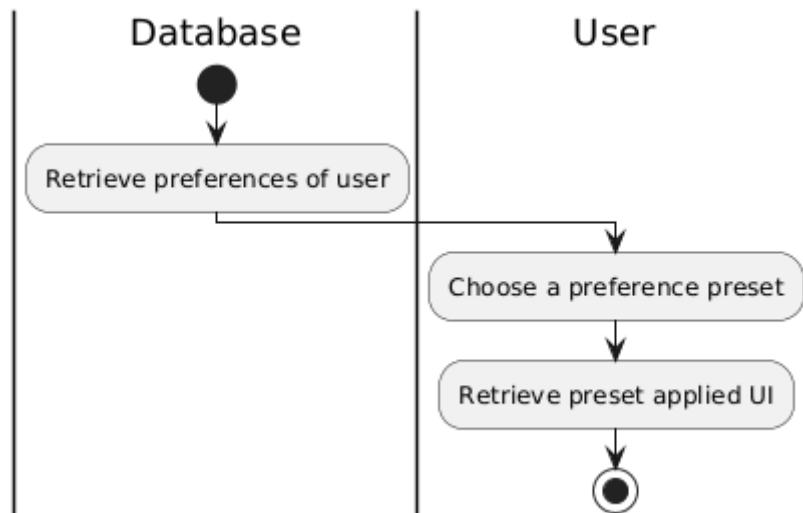 Database
User
Retrieve preferences of user
Choose a preference preset
Retrieve preset applied UI